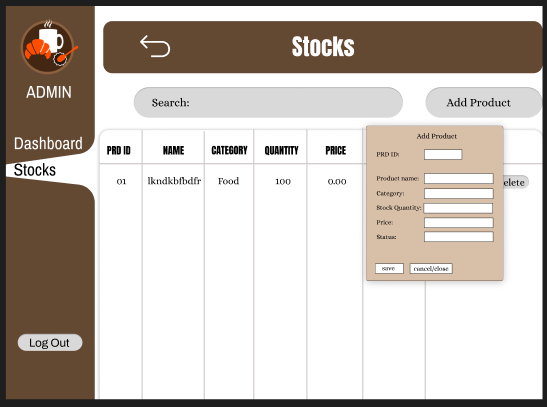 Stocks
ADMIN
Search:
Add Product
Dashboard
Stocks
PRD ID NAME CATEGORY QUANTITY PRICE
01 lkndkbfbdfr Food 100 0.00 elete
Add Product
PRD ID:
Product name:
Category:
Stock Quantity:
Price:
Status:
save cancel/close
Log Out